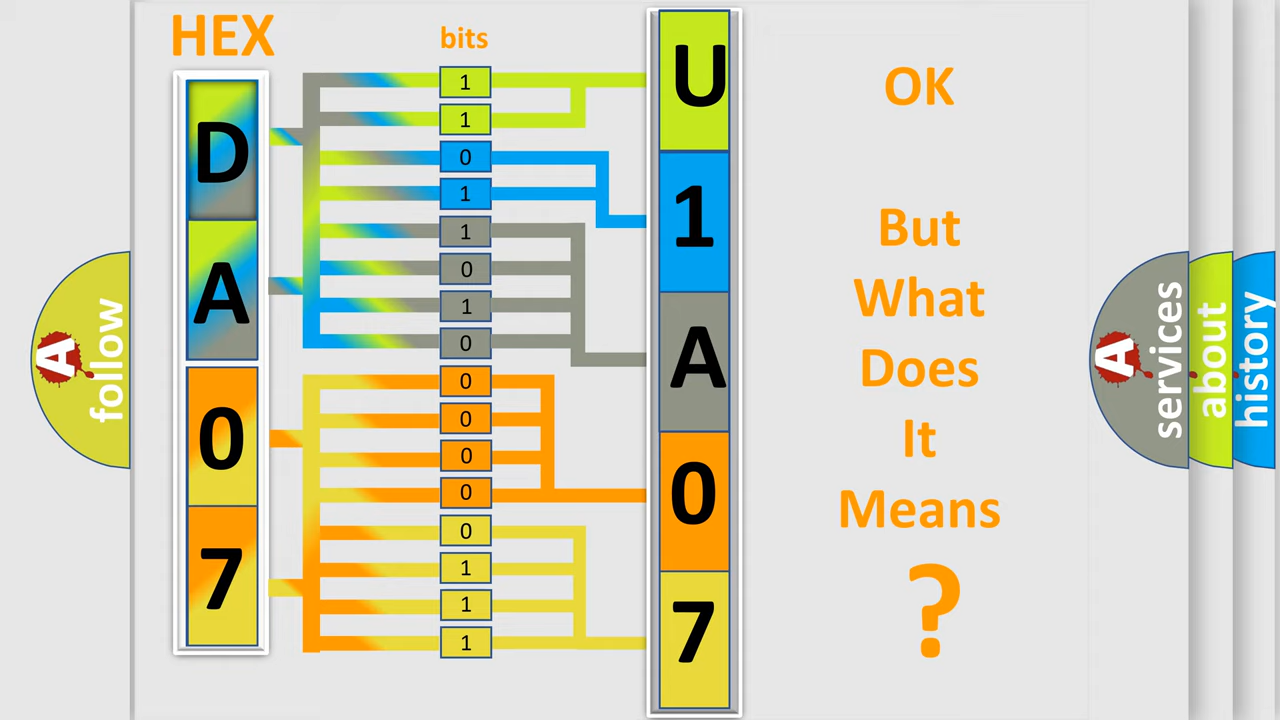 HEX
bits
D
A
0
7
1
1
0
1
1
0
1
0
0
0
0
0
0
1
1
1
U
1
A
0
7
OK
But
What
Does
It
Means
?
A
follow
A
services
about
history